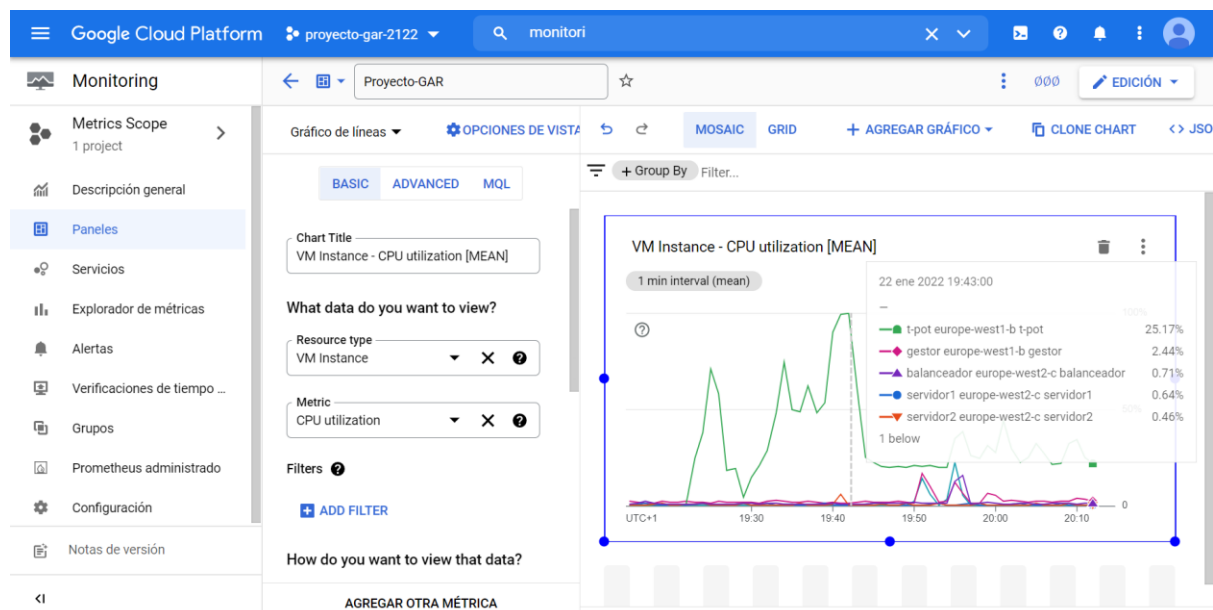 Google Cloud Platform
proyecto-gar-2122
monitori
Monitoring
Metrics Scope
1 project
Descripción general
Paneles
Servicios
Explorador de métricas
Alertas
Verificaciones de tiempo ...
Grupos
Prometheus administrado
Configuración
Notas de versión
Proyecto-GAR
EDICIÓN
Gráfico de líneas
OPCIONES DE VISTA
BASIC ADVANCED MQL
Chart Title
VM Instance - CPU utilization [MEAN]
What data do you want to view?
Resource type
VM Instance
Metric
CPU utilization
Filters
ADD FILTER
How do you want to view that data?
AGREGAR OTRA MÉTRICA
MOSAIC GRID + AGREGAR GRÁFICO CLONE CHART <> JSO
+ Group By Filter...
VM Instance - CPU utilization [MEAN]
1 min interval (mean)
22 ene 2022 19:43:00
–
100%
t-pot europe-west1-b t-pot 25.17%
gestor europe-west1-b gestor 2.44%
balanceador europe-west2-c balanceador 0.71%
servidor1 europe-west2-c servidor1 0.64%
50%
servidor2 europe-west2-c servidor2 0.46%
1 below
0
UTC+1 19:30 19:40 19:50 20:00 20:10